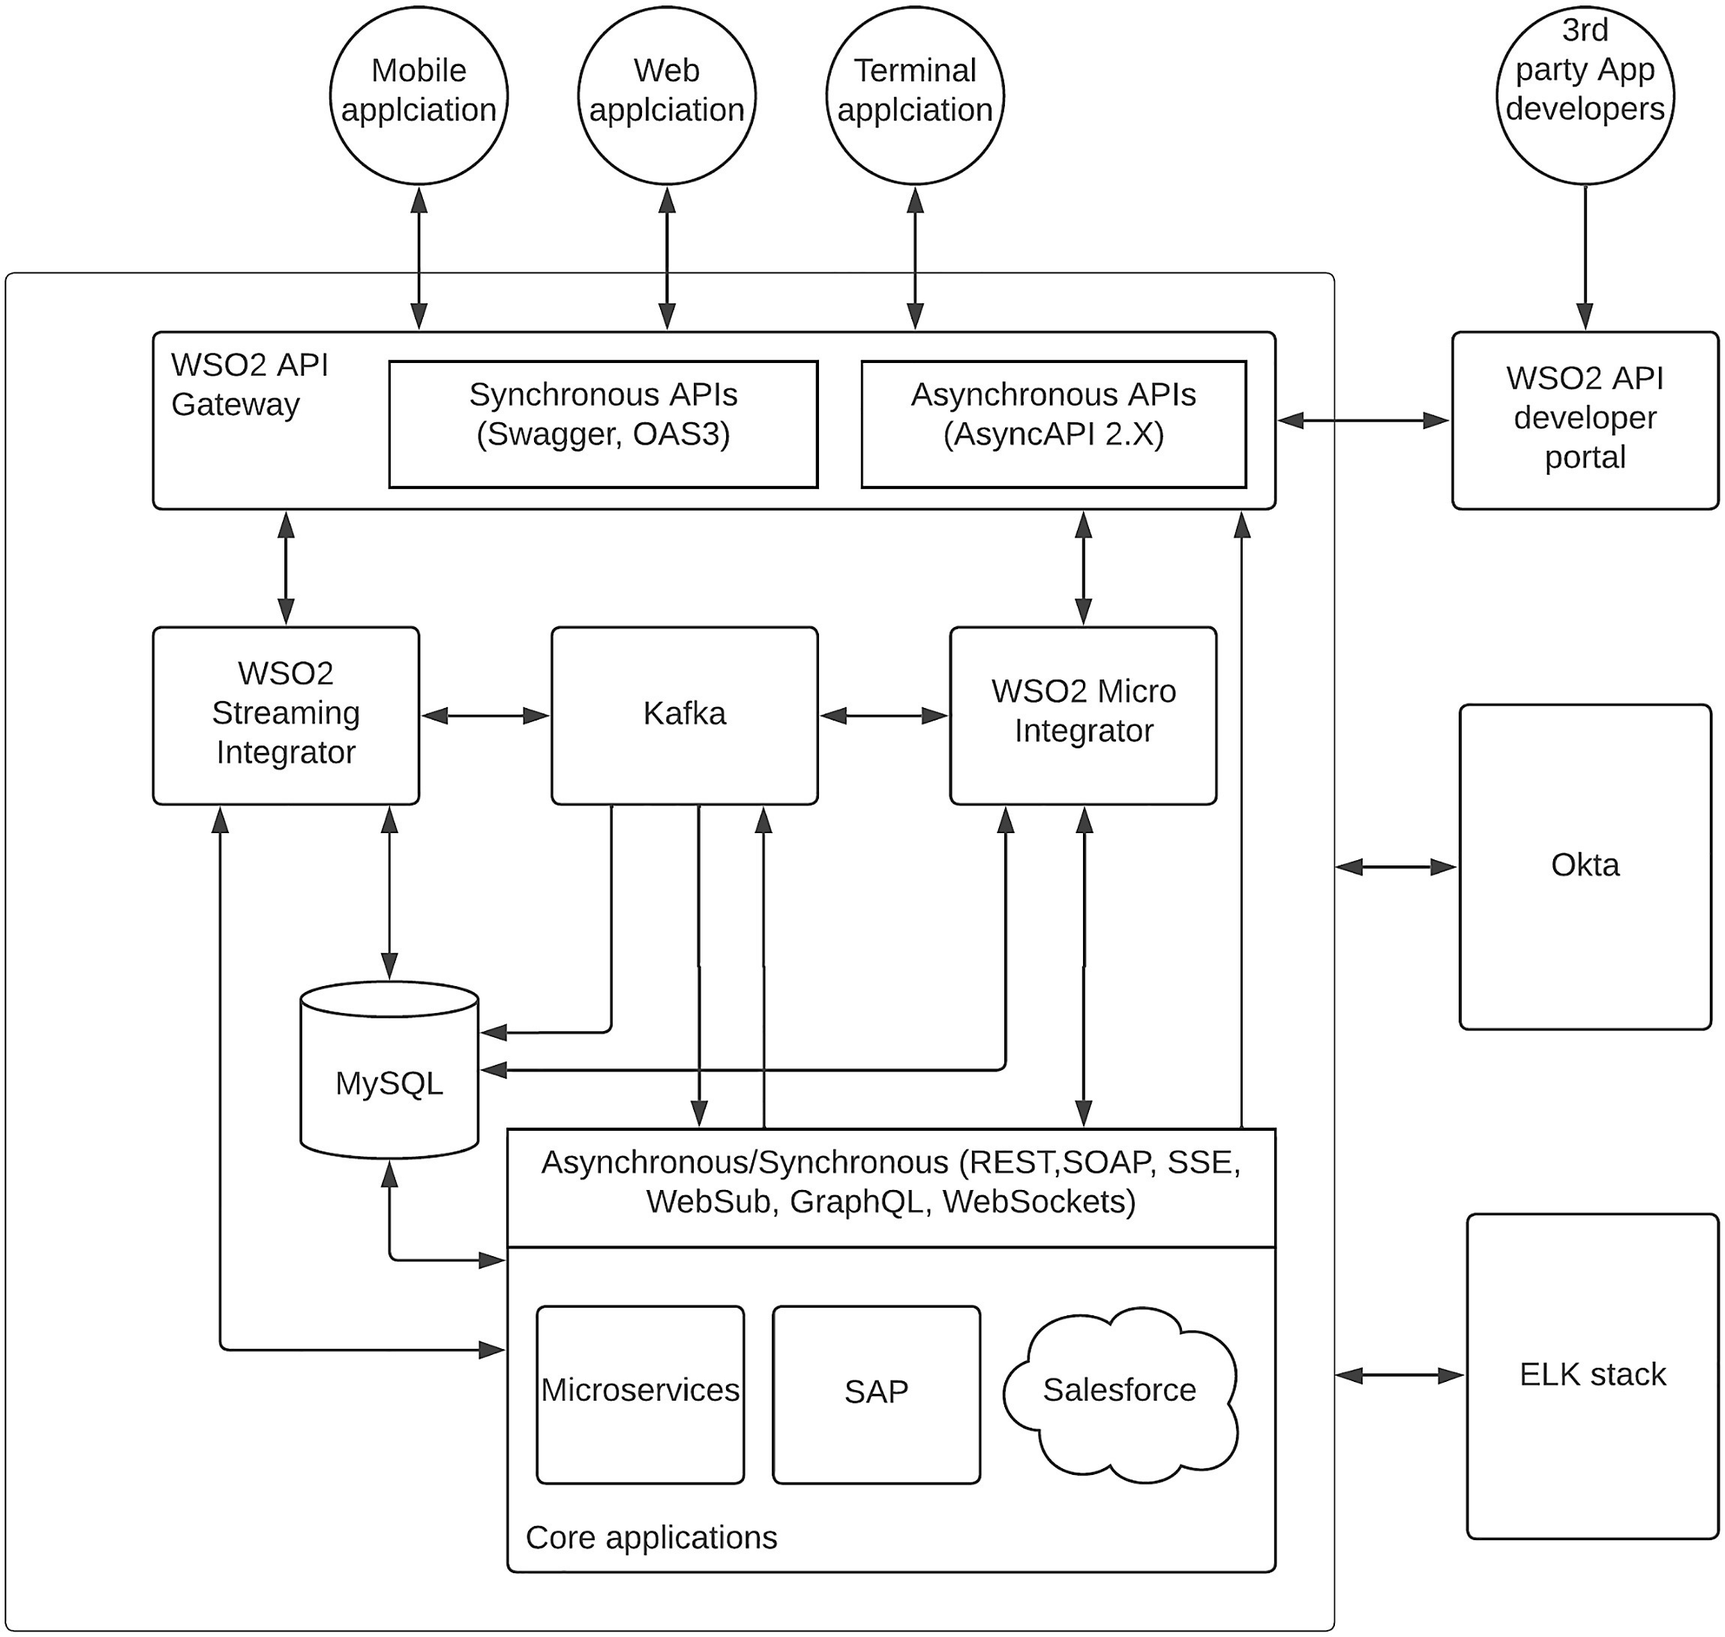 Mobile
applciation
Web
applciation
Terminal
applciation
3rd
party App
developers
WSO2 API
Gateway
Synchronous APIs
(Swagger, OAS3)
Asynchronous APIs
(AsyncAPI 2.X)
WSO2 API
developer
portal
WSO2
Streaming
Integrator
Kafka
WSO2 Micro
Integrator
Okta
MySQL
Asynchronous/Synchronous (REST,SOAP, SSE,
WebSub, GraphQL, WebSockets)
Microservices
SAP
Salesforce
ELK stack
Core applications